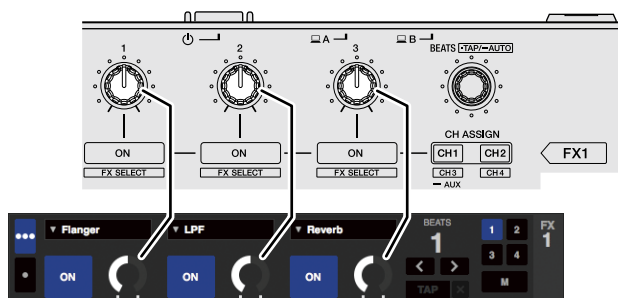 A
B
1
2
3
BEATS •TAP/—AUTO
CH ASSIGN
ON
ON
ON
CH1
CH2
FX1
FX SELECT
FX SELECT
FX SELECT
CH3
CH4
— AUX
▼ Flanger
▼ LPF
▼ Reverb
BEATS
1
1
2
FX
1
3
4
ON
ON
ON
< >
M
TAP
×